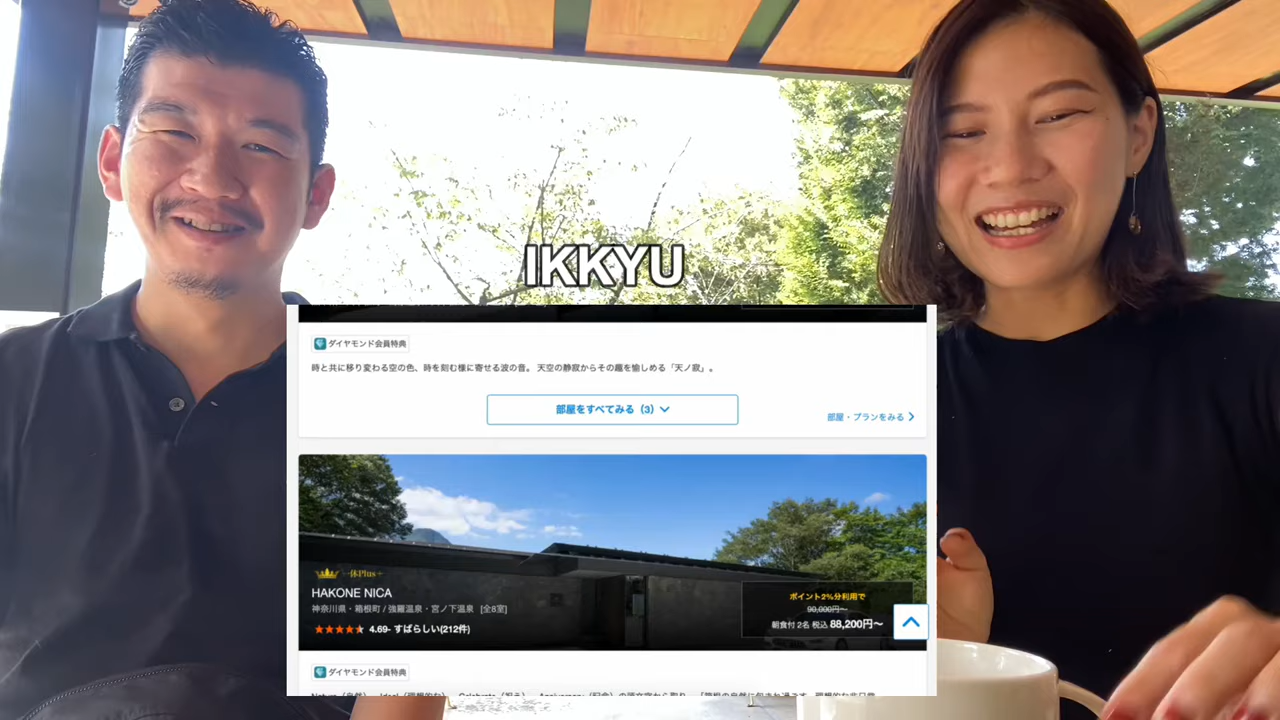 IKKYU
ダイヤモンド会員特典
時と共に移り変わる空の色、時を刻む様に寄せる波の音。 天空の静寂からその趣を愉しめる「天ノ寂」。
部屋をすべてみる（3）
部屋・プランをみる
一休Plus+
HAKONE NICA
神奈川県・箱根町 / 強羅温泉・宮ノ下温泉 [全8室]
4.69- すばらしい(212件)
ポイント2%分利用で
90,000円〜
朝食付 2名 税込 88,200円〜
ダイヤモンド会員特典